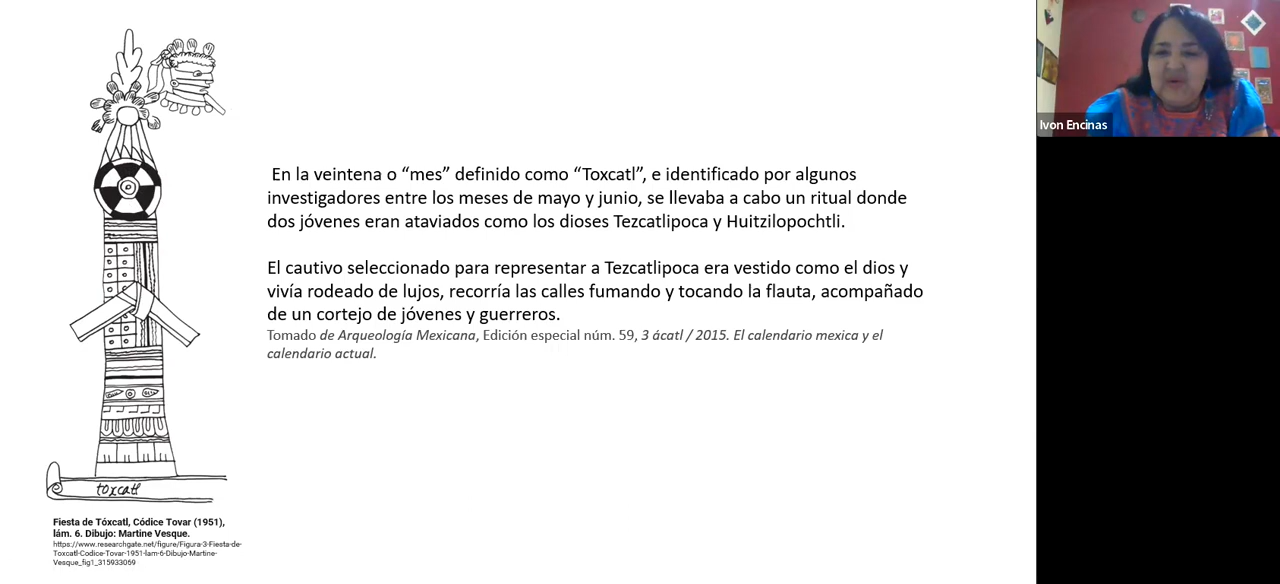 En la veintena o “mes” definido como “Toxcatl”, e identificado por algunos
investigadores entre los meses de mayo y junio, se llevaba a cabo un ritual donde
dos jóvenes eran ataviados como los dioses Tezcatlipoca y Huitzilopochtli.
El cautivo seleccionado para representar a Tezcatlipoca era vestido como el dios y
vivía rodeado de lujos, recorría las calles fumando y tocando la flauta, acompañado
de un cortejo de jóvenes y guerreros.
Tomado de Arqueología Mexicana, Edición especial núm. 59, 3 ácatl / 2015. El calendario mexica y el
calendario actual.
toxcatl
Fiesta de Tóxcatl, Códice Tovar (1951),
lám. 6. Dibujo: Martine Vesque.
https://www.researchgate.net/figure/Figura-3-Fiesta-de-
Toxcatl-Codice-Tovar-1951-lam-6-Dibujo-Martine-
Vesque_fig1_315933059
Ivon Encinas